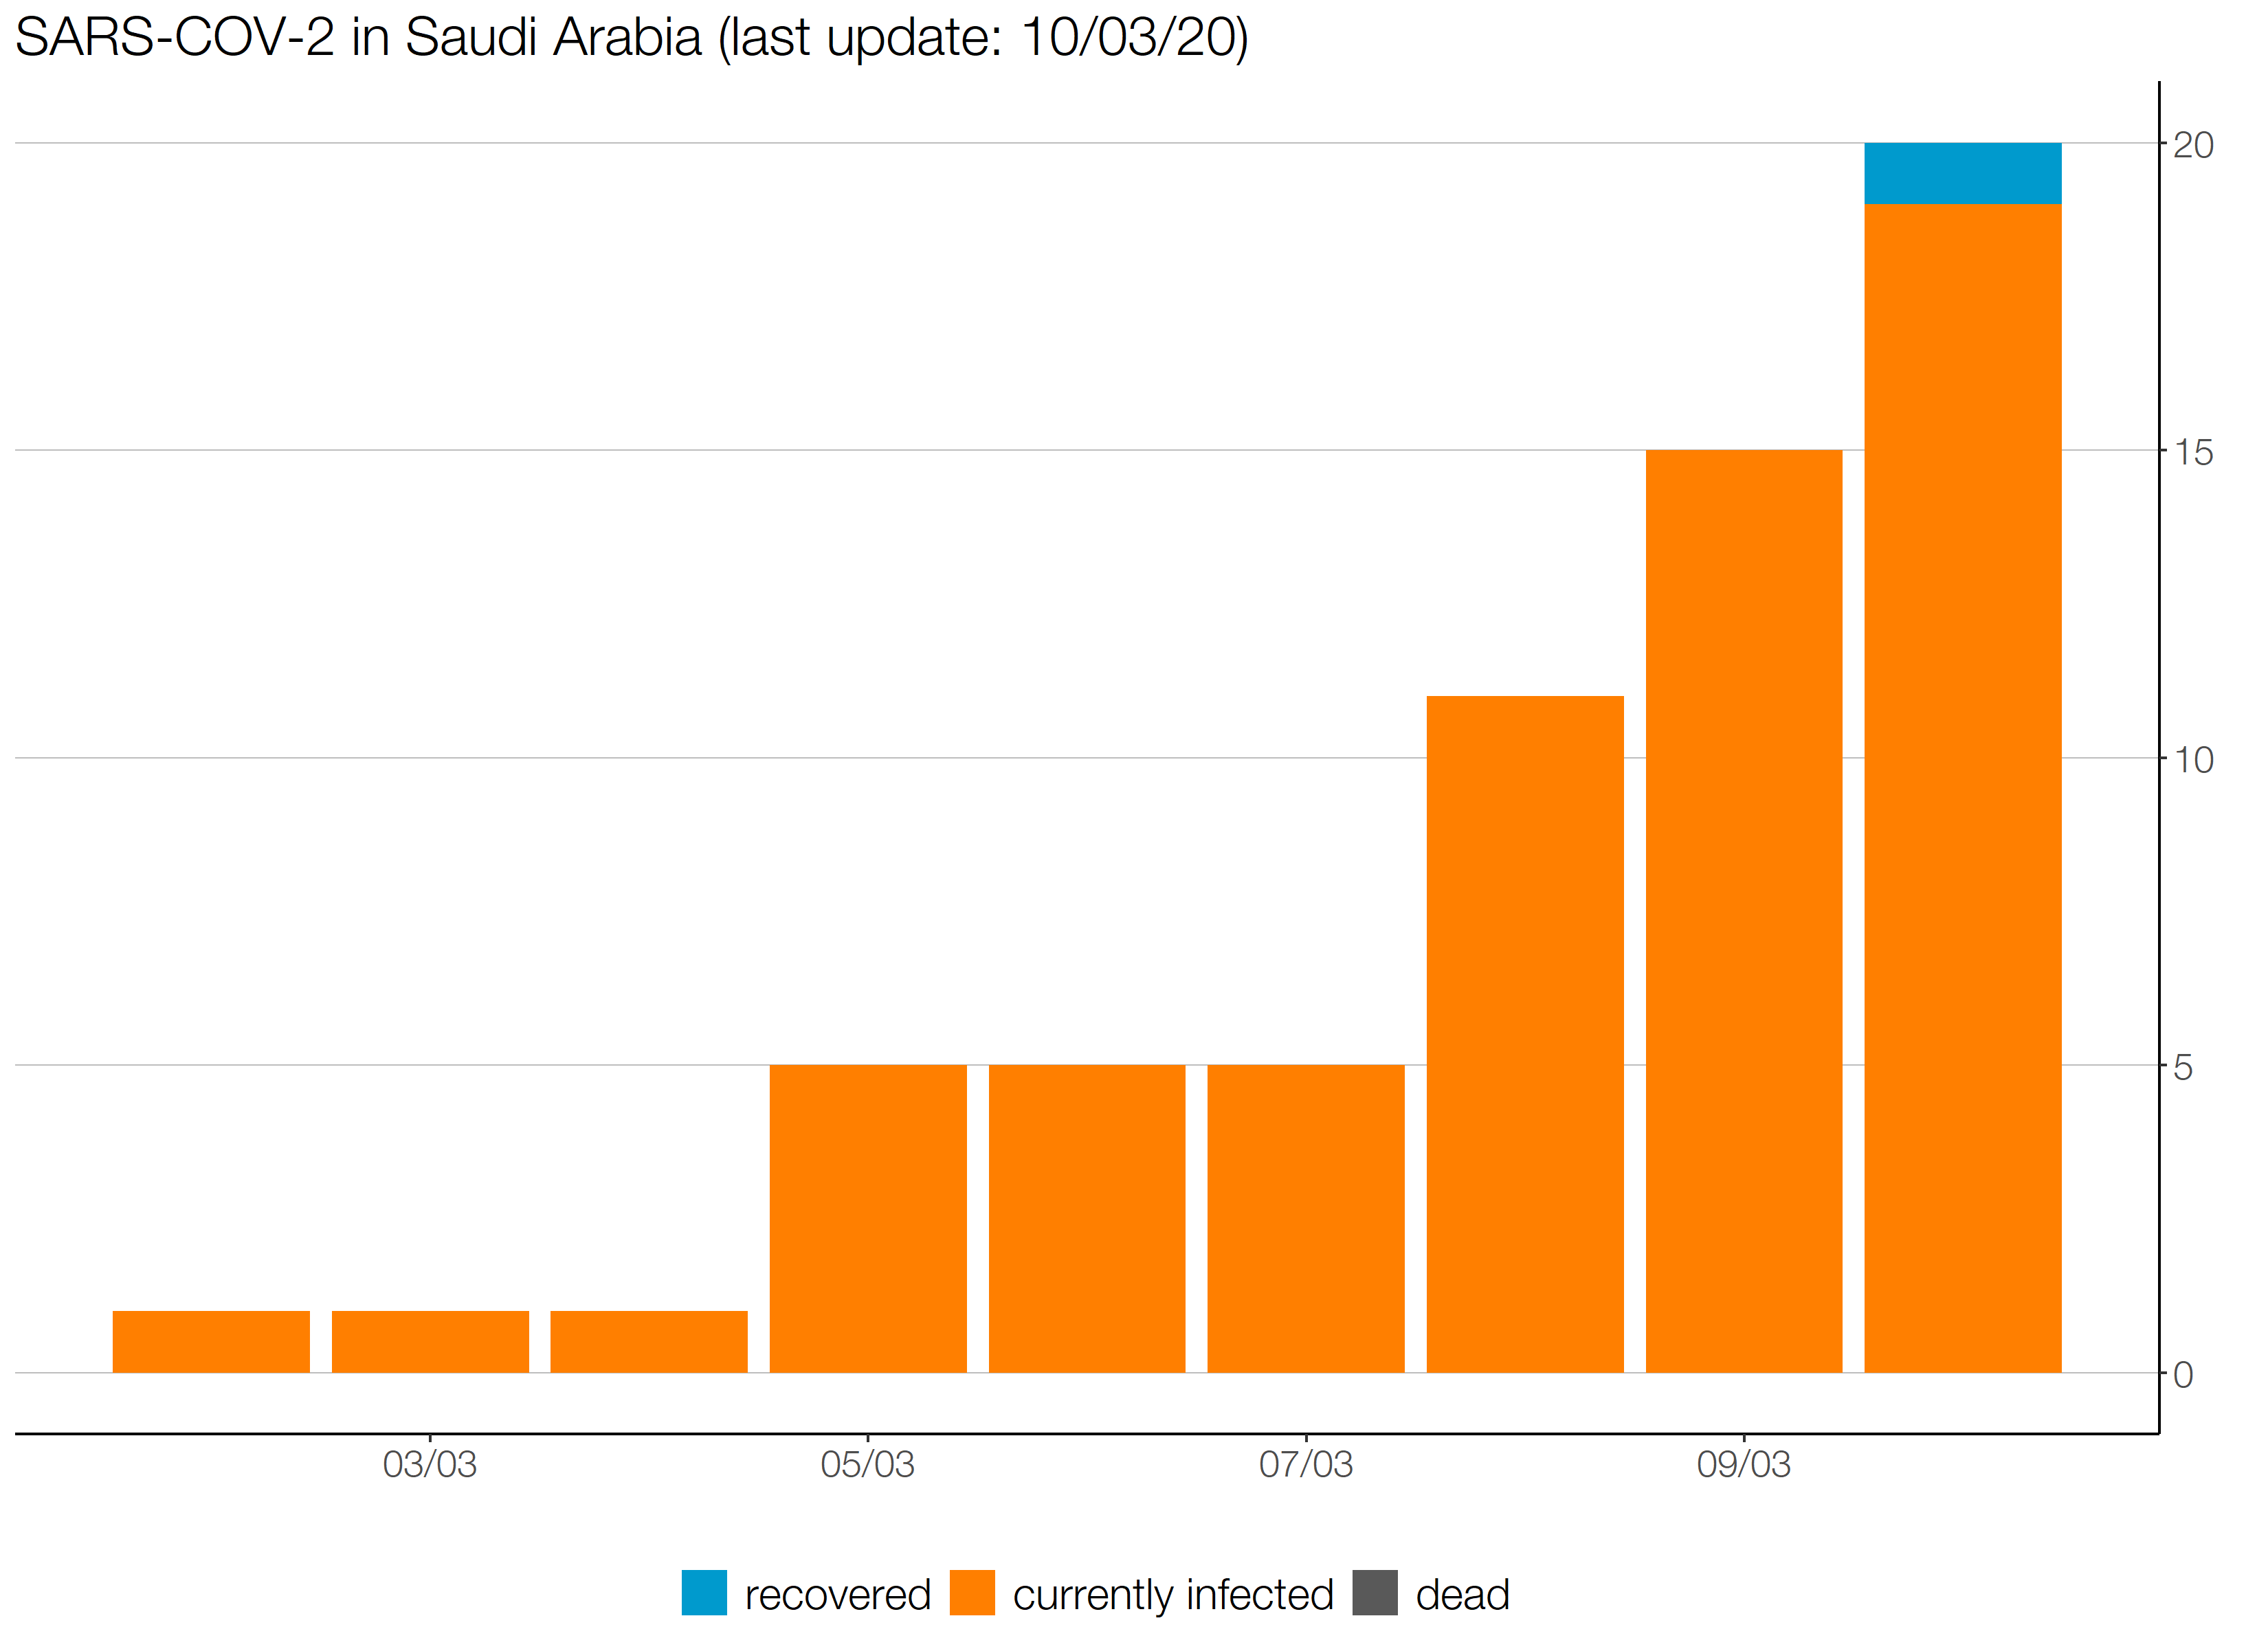 SARS-COV-2 in Saudi Arabia (last update: 10/03/20)
20
15
10
5
0
03/03 05/03 07/03 09/03
recovered currently infected dead